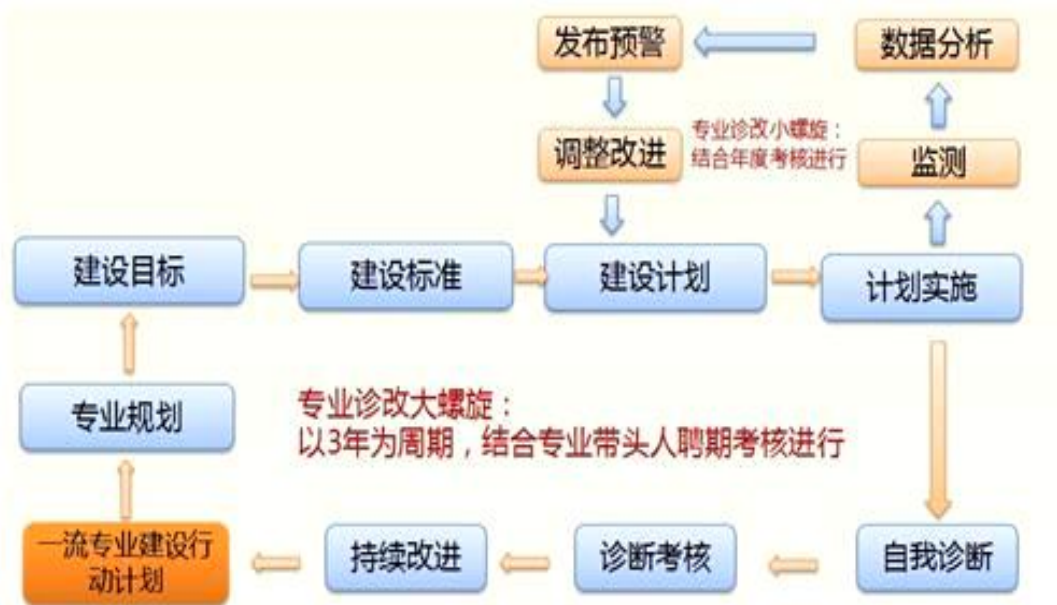 发布预警
数据分析
调整改进
专业诊改小螺旋：
结合年度考核进行
监测
建设目标
建设标准
建设计划
计划实施
专业规划
专业诊改大螺旋：
以3年为周期，结合专业带头人聘期考核进行
一流专业建设行
动计划
持续改进
诊断考核
自我诊断